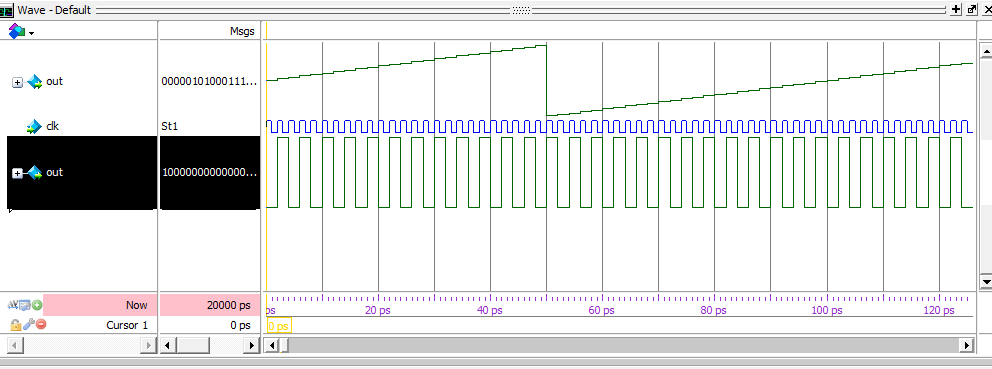 Wave - Default
Msgs
out 00000101000111...
clk St1
out 10000000000000...
Now 20000 ps
ps 20 ps 40 ps 60 ps 80 ps 100 ps 120 ps
Cursor 1 0 ps
0 ps